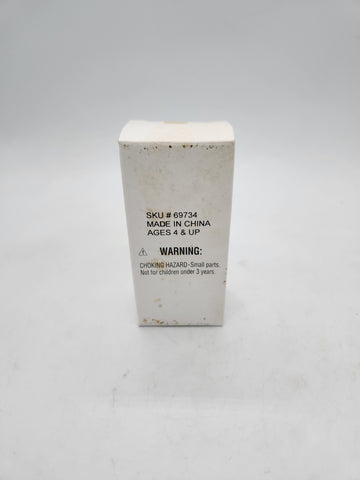 SKU # 69734
MADE IN CHINA
AGES 4 & UP
WARNING:
CHOKING HAZARD-Small parts.
Not for children under 3 years.